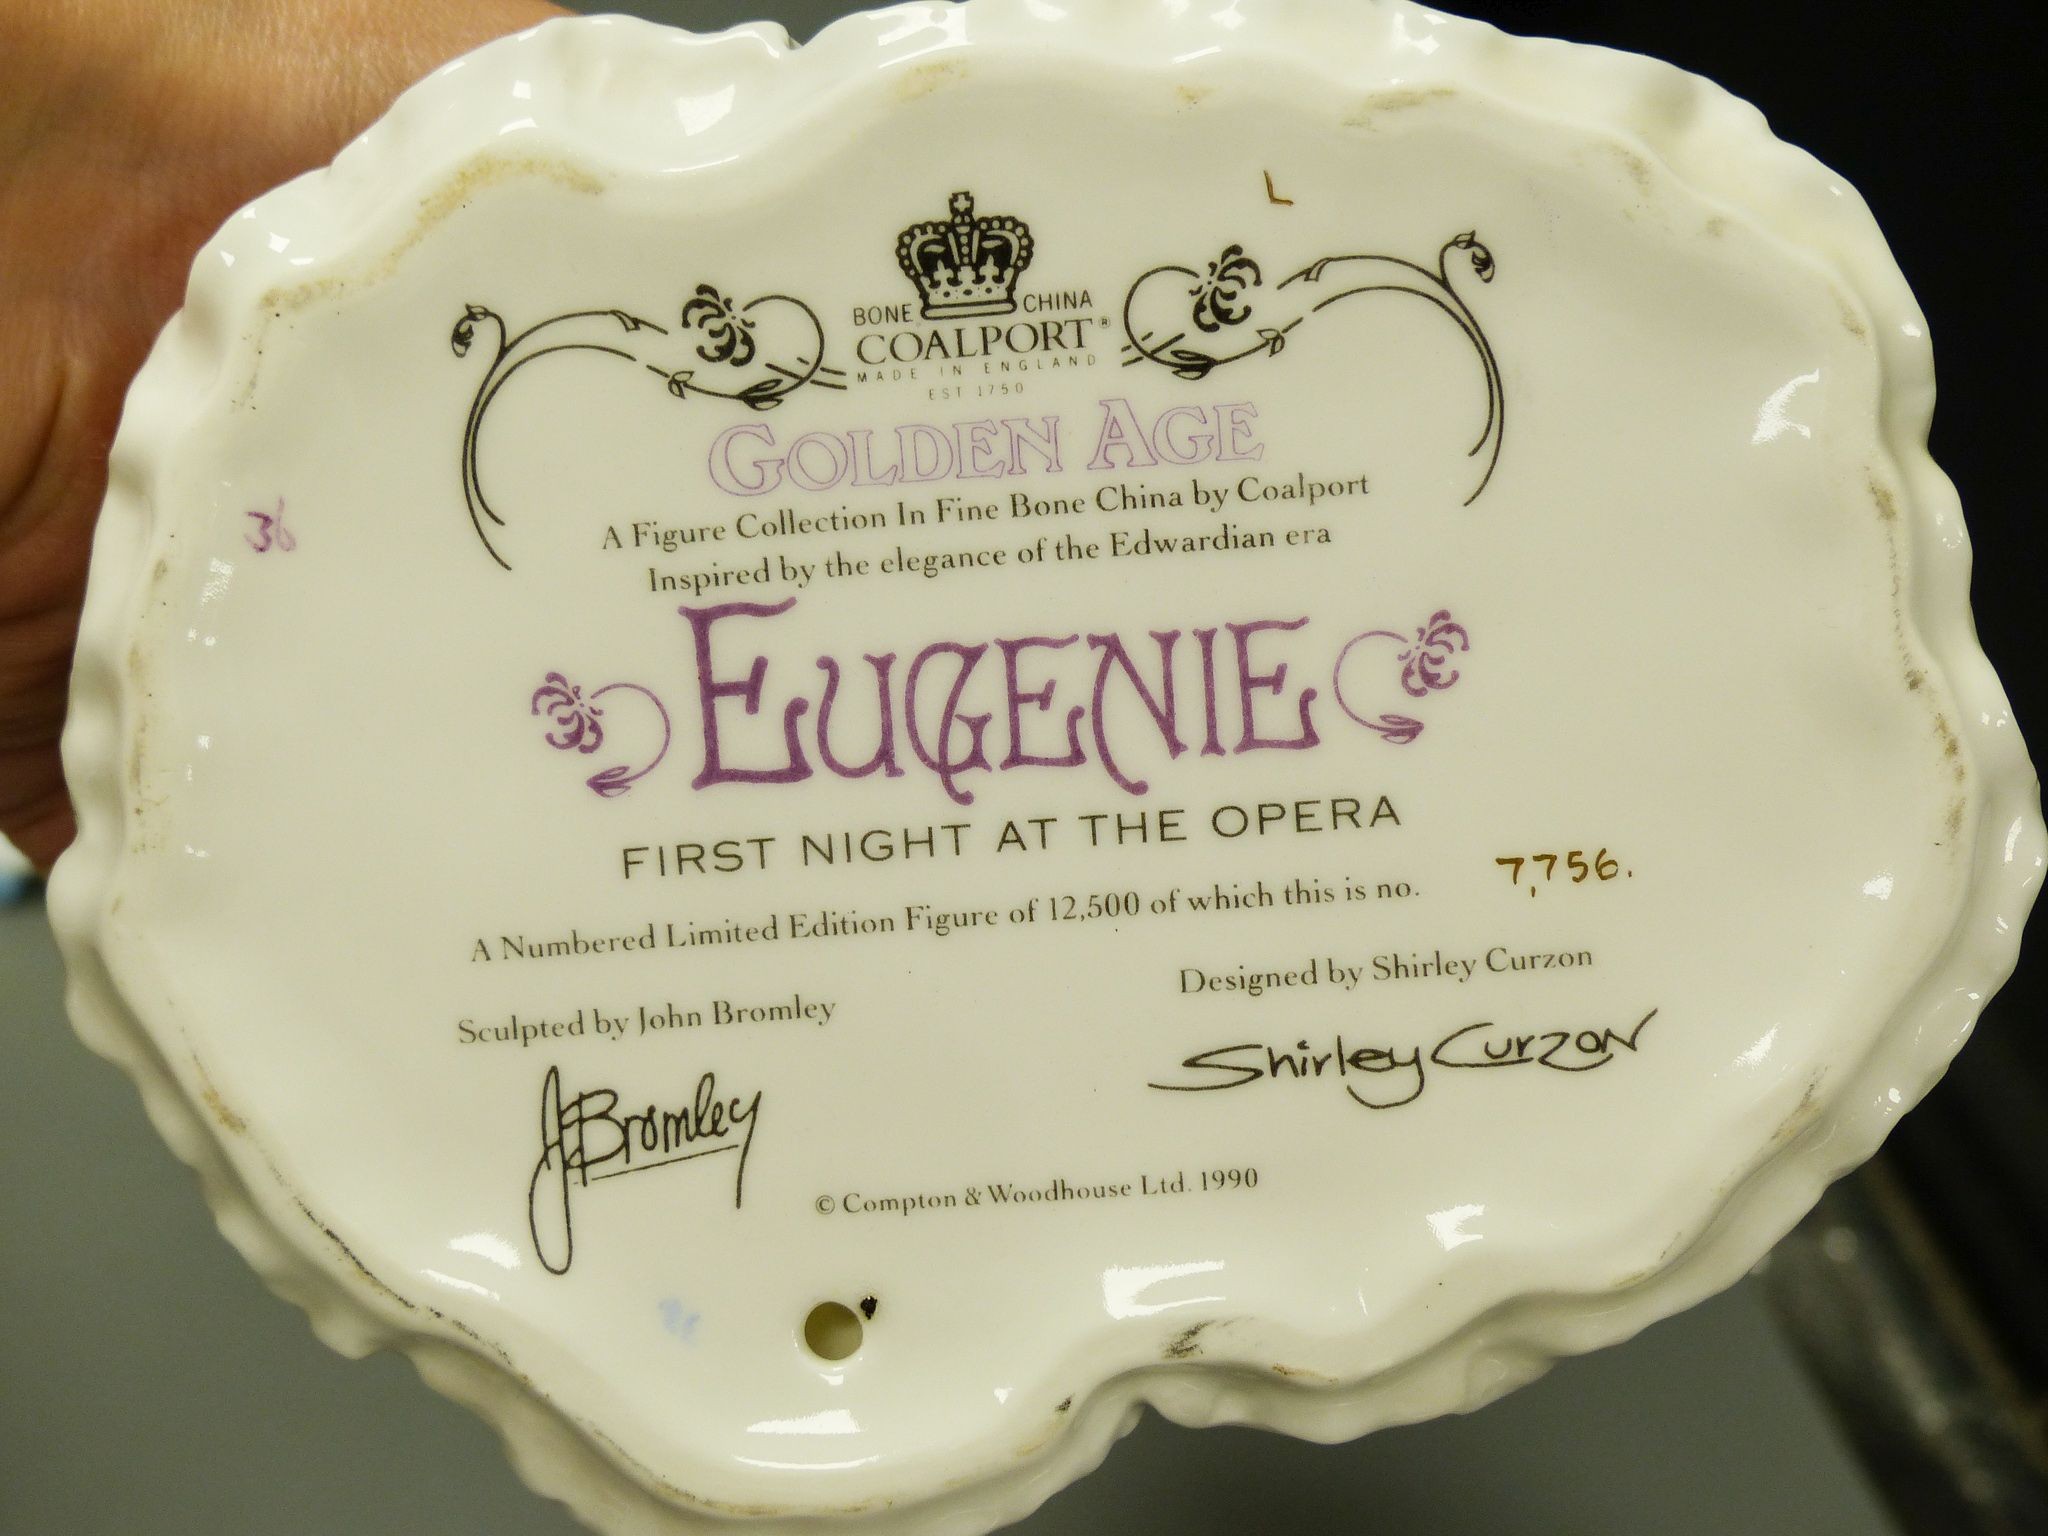 L
BONE CHINA
COALPORT®
MADE IN ENGLAND
EST 1750
GOLDEN AGE
A Figure Collection In Fine Bone China by Coalport
Inspired by the elegance of the Edwardian era
36
EUGENIE
FIRST NIGHT AT THE OPERA
A Numbered Limited Edition Figure of 12,500 of which this is no. 7,756.
Sculpted by John Bromley
Designed by Shirley Curzon
J Bromley
Shirley Curzon
© Compton & Woodhouse Ltd. 1990